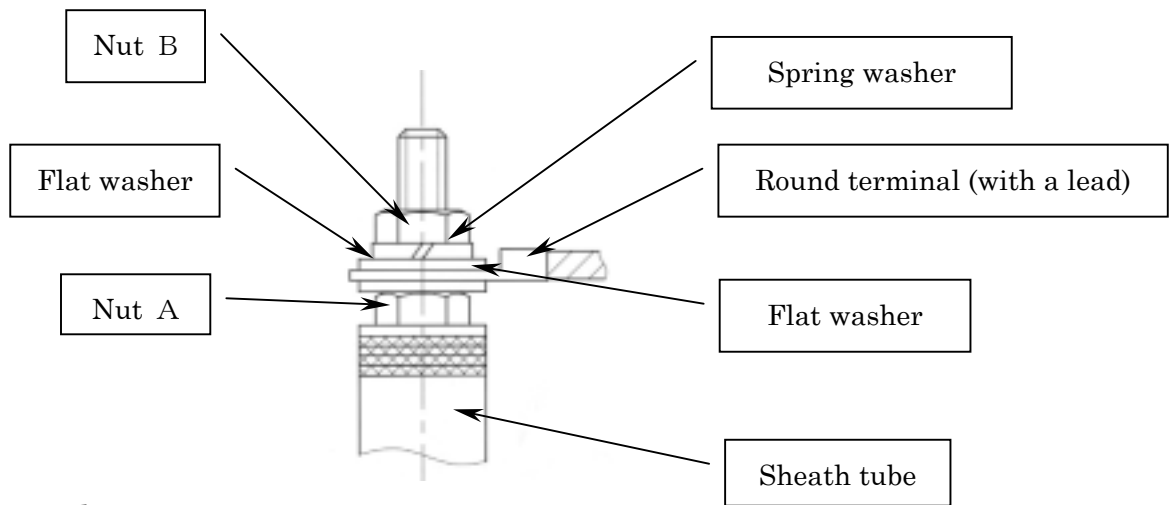 Nut B
Spring washer
Flat washer
Round terminal (with a lead)
Nut A
Flat washer
Sheath tube